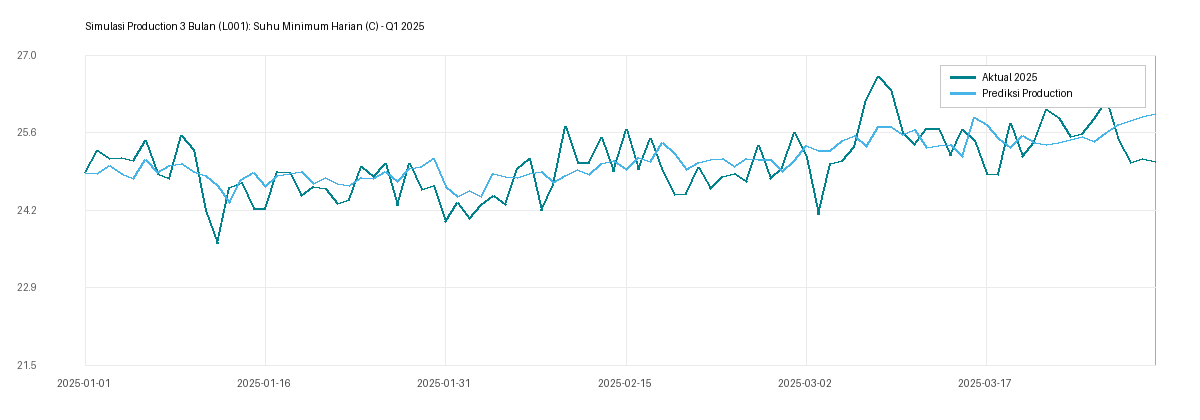 Simulasi Production 3 Bulan (L001): Suhu Minimum Harian (C) - Q1 2025
27.0
Aktual 2025
Prediksi Production
25.6
24.2
22.9
21.5
2025-01-01 2025-01-16 2025-01-31 2025-02-15 2025-03-02 2025-03-17